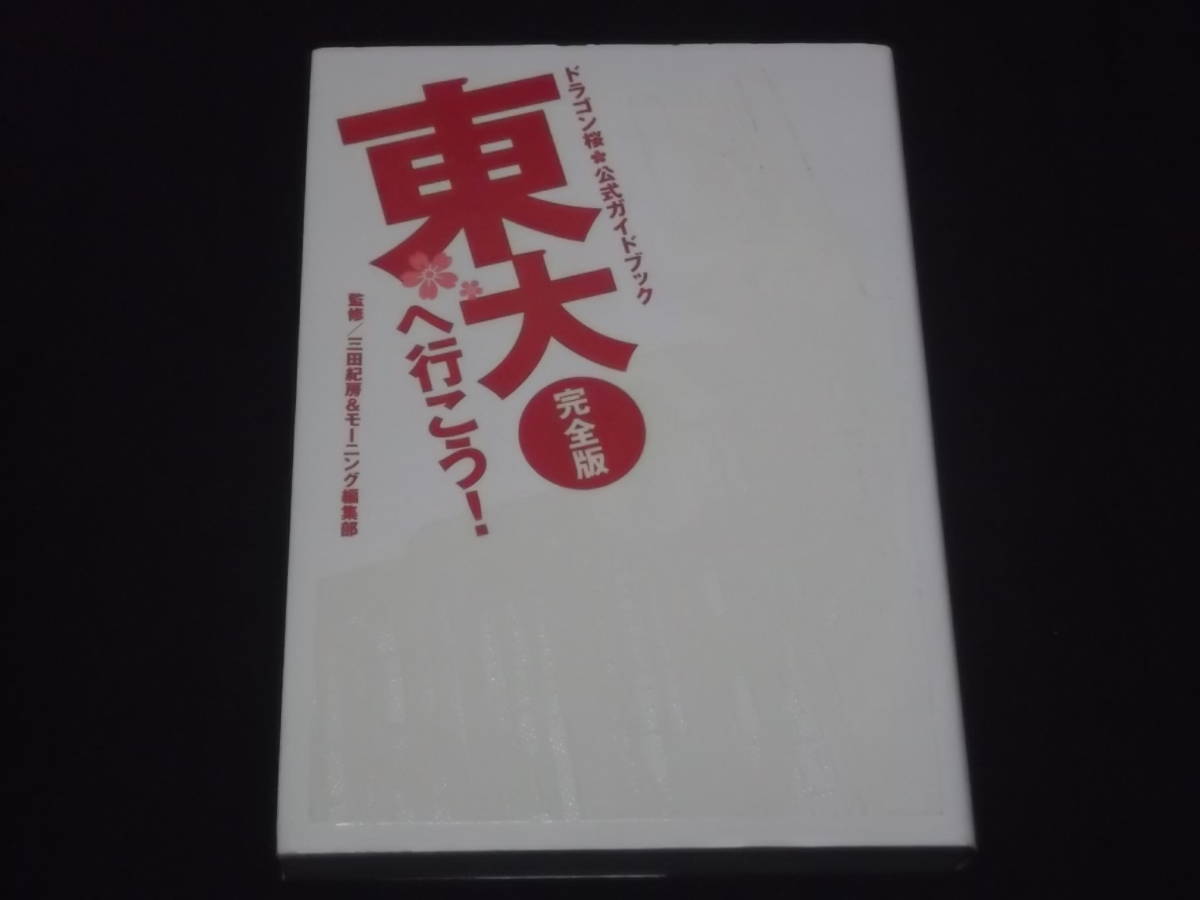 ドラゴン桜✿公式ガイドブック
東大
へ行こう!
完全版
監修/三田紀房&モーニング編集部